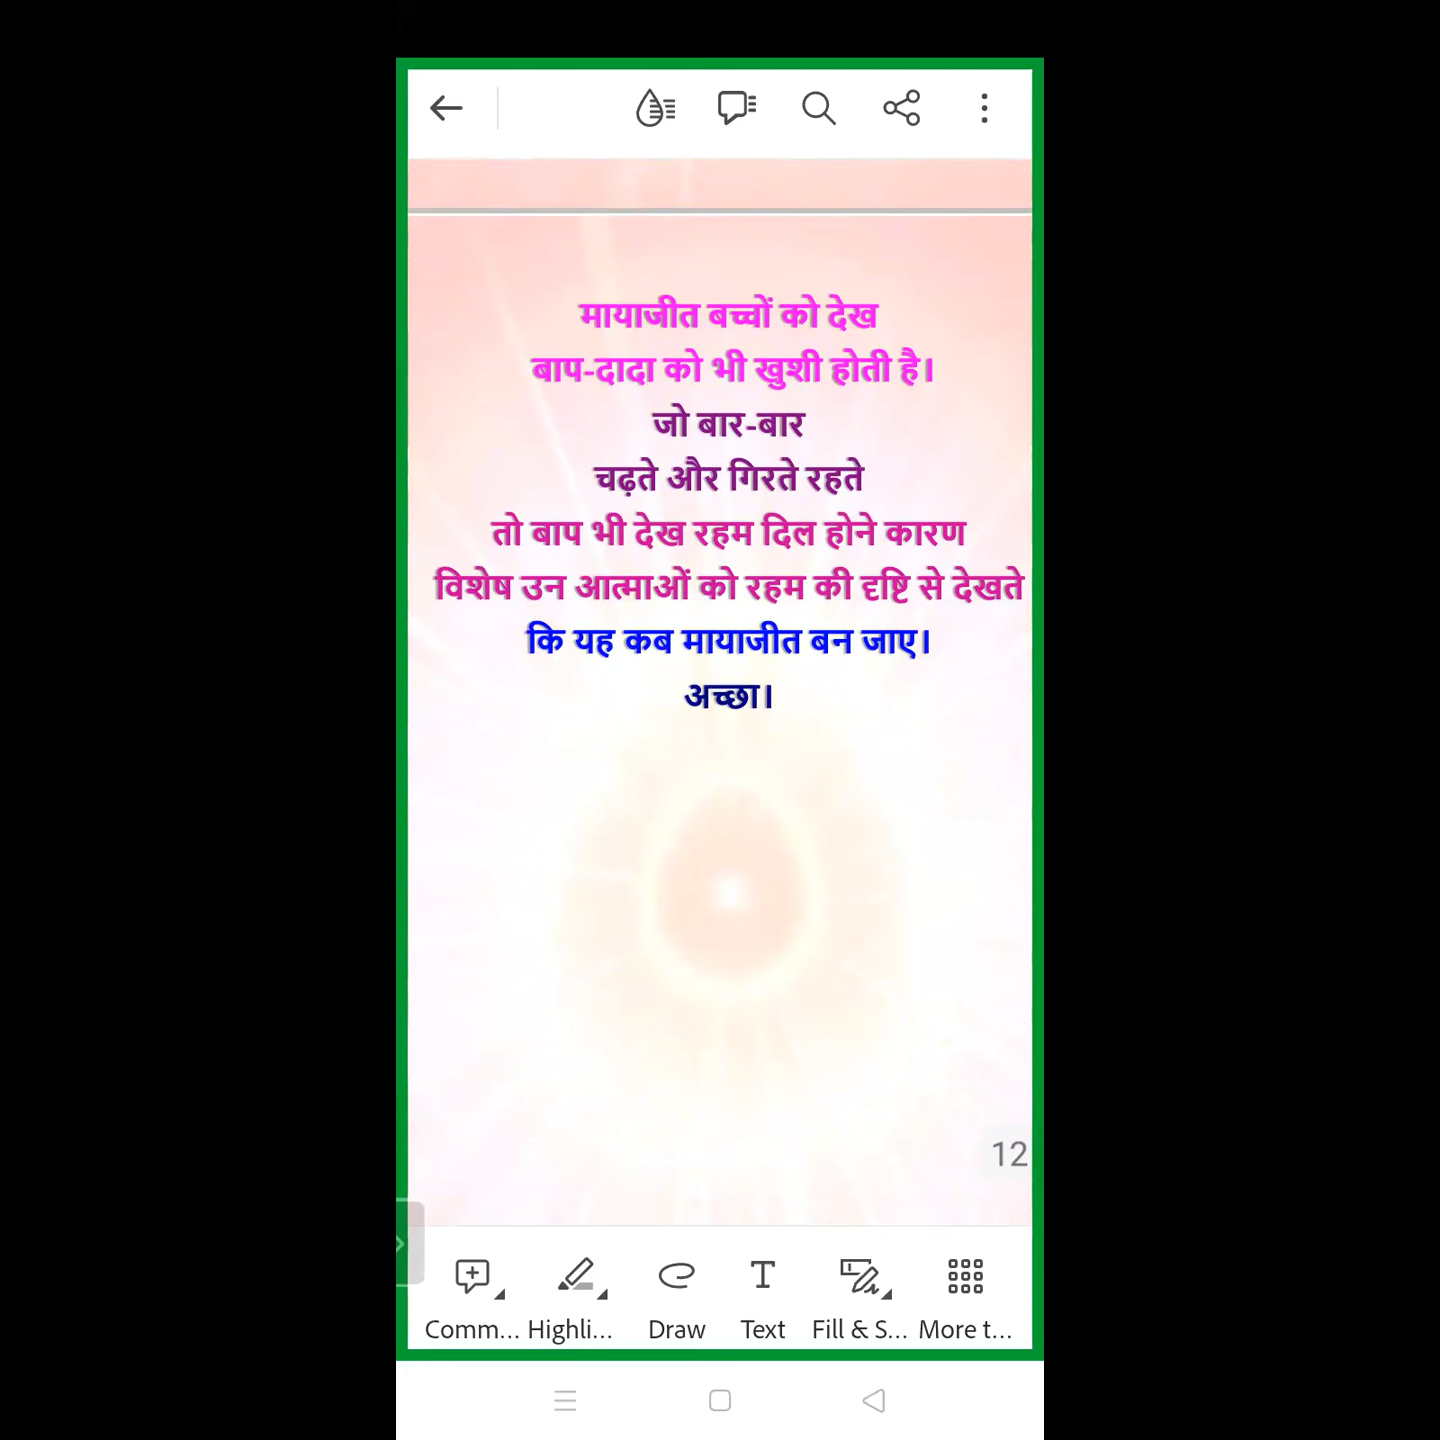 मायाजीत बच्चों को देख
बाप-दादा को भी खुशी होती है।
जो बार-बार
चढ़ते और गिरते रहते
तो बाप भी देख रहम दिल होने कारण
विशेष उन आत्माओं को रहम की दृष्टि से देखते
कि यह कब मायाजीत बन जाए।
अच्छा।
12
Comm... Highli... Draw Text Fill & S... More t...